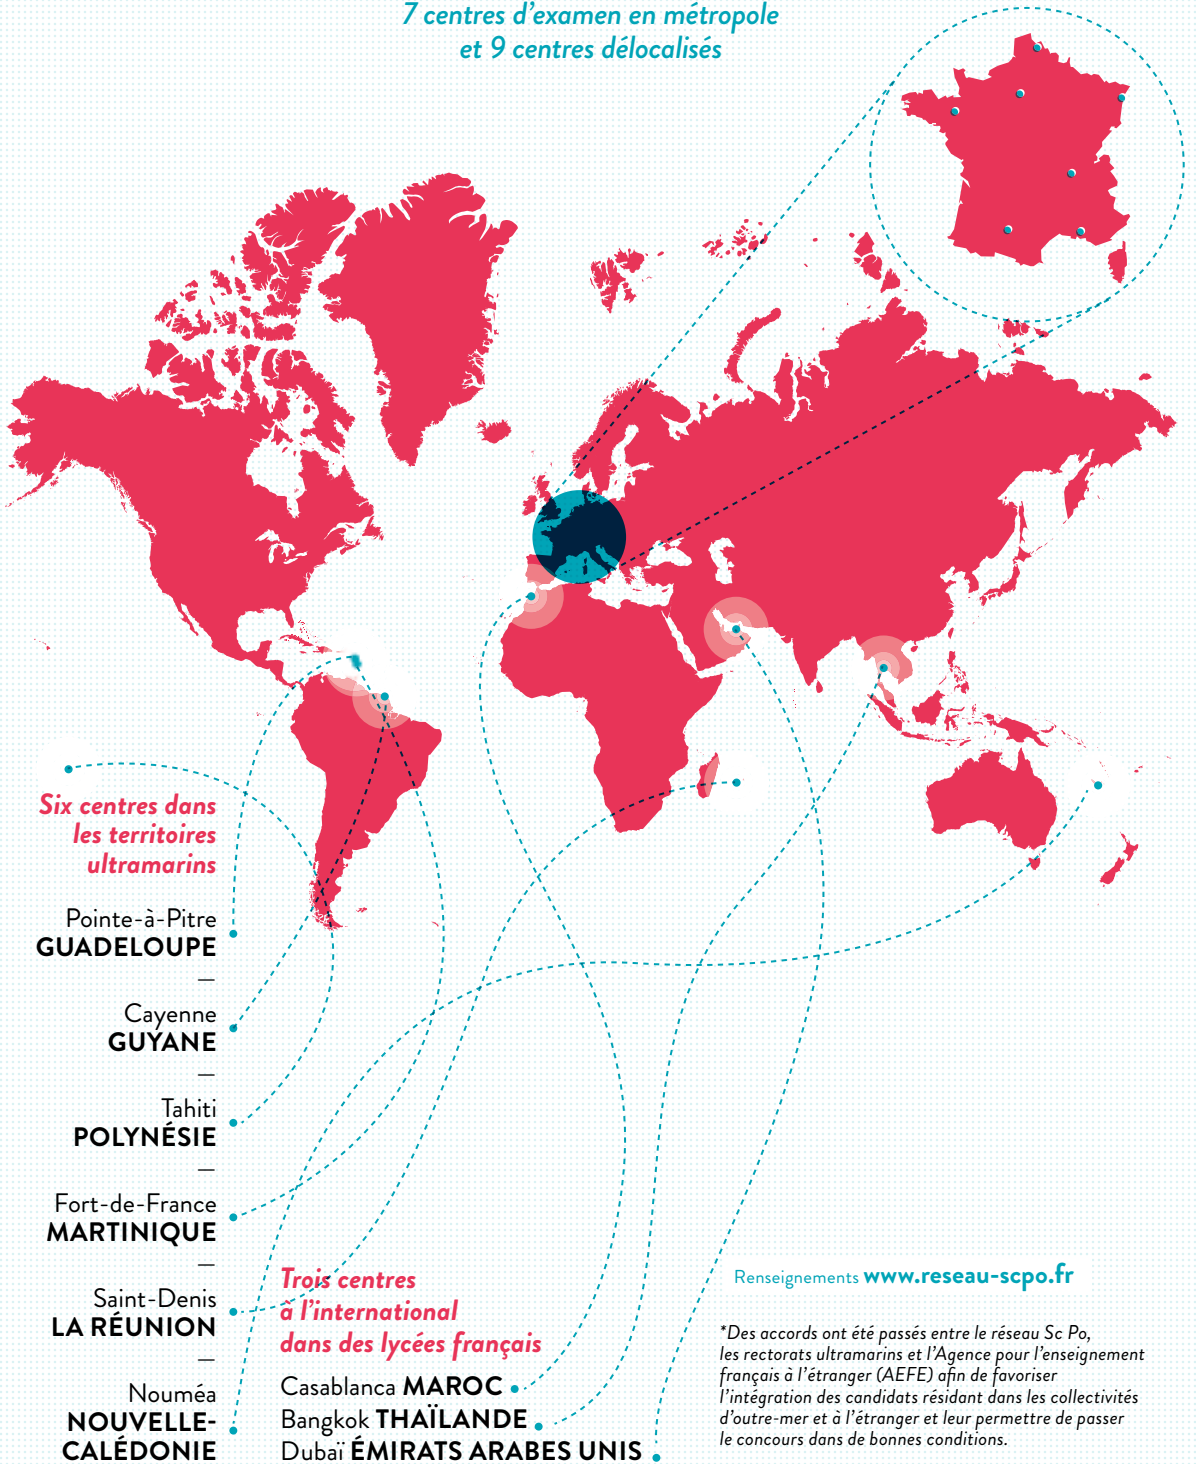 7 centres d’examen en métropole
et 9 centres délocalisés
Six centres dans
les territoires
ultramarins
Pointe-à-Pitre
GUADELOUPE
—
Cayenne
GUYANE
—
Tahiti
POLYNÉSIE
—
Fort-de-France
MARTINIQUE
—
Saint-Denis
LA RÉUNION
—
Nouméa
NOUVELLE-
CALÉDONIE
Trois centres
à l’international
dans des lycées français
Casablanca MAROC
Bangkok THAÏLANDE
Dubaï ÉMIRATS ARABES UNIS
Renseignements www.reseau-scpo.fr
*Des accords ont été passés entre le réseau Sc Po,
les rectorats ultramarins et l’Agence pour l’enseignement
français à l’étranger (AEFE) afin de favoriser
l’intégration des candidats résidant dans les collectivités
d’outre-mer et à l’étranger et leur permettre de passer
le concours dans de bonnes conditions.